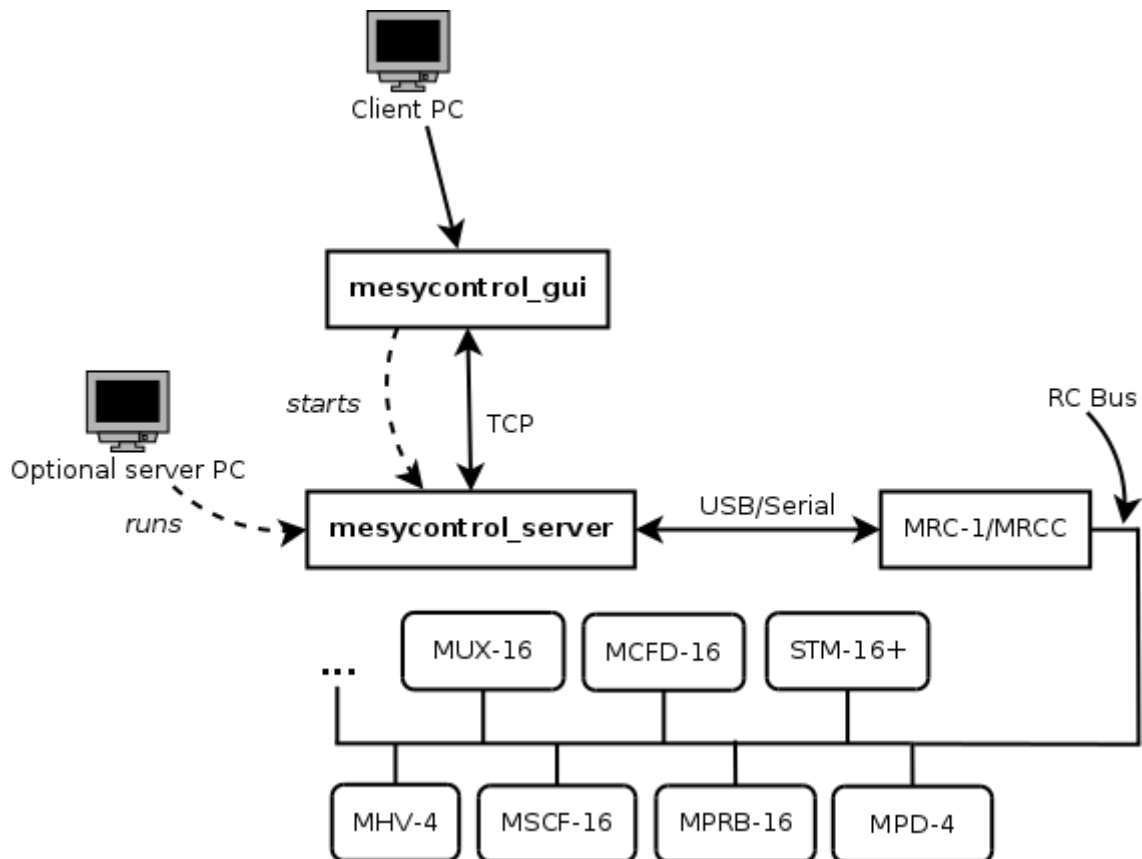 Client PC
mesycontrol_gui
starts
TCP
RC Bus
Optional server PC
runs
mesycontrol_server
USB/Serial
MRC-1/MRCC
...
MUX-16
MCFD-16
STM-16+
MHV-4
MSCF-16
MPRB-16
MPD-4